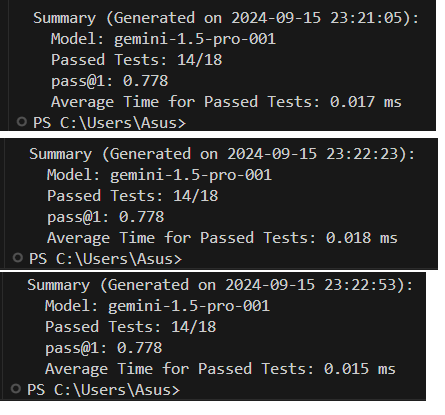 Summary (Generated on 2024-09-15 23:21:05):
Model: gemini-1.5-pro-001
Passed Tests: 14/18
pass@1: 0.778
Average Time for Passed Tests: 0.017 ms
PS C:\Users\Asus>
Summary (Generated on 2024-09-15 23:22:23):
Model: gemini-1.5-pro-001
Passed Tests: 14/18
pass@1: 0.778
Average Time for Passed Tests: 0.018 ms
PS C:\Users\Asus>
Summary (Generated on 2024-09-15 23:22:53):
Model: gemini-1.5-pro-001
Passed Tests: 14/18
pass@1: 0.778
Average Time for Passed Tests: 0.015 ms
PS C:\Users\Asus>